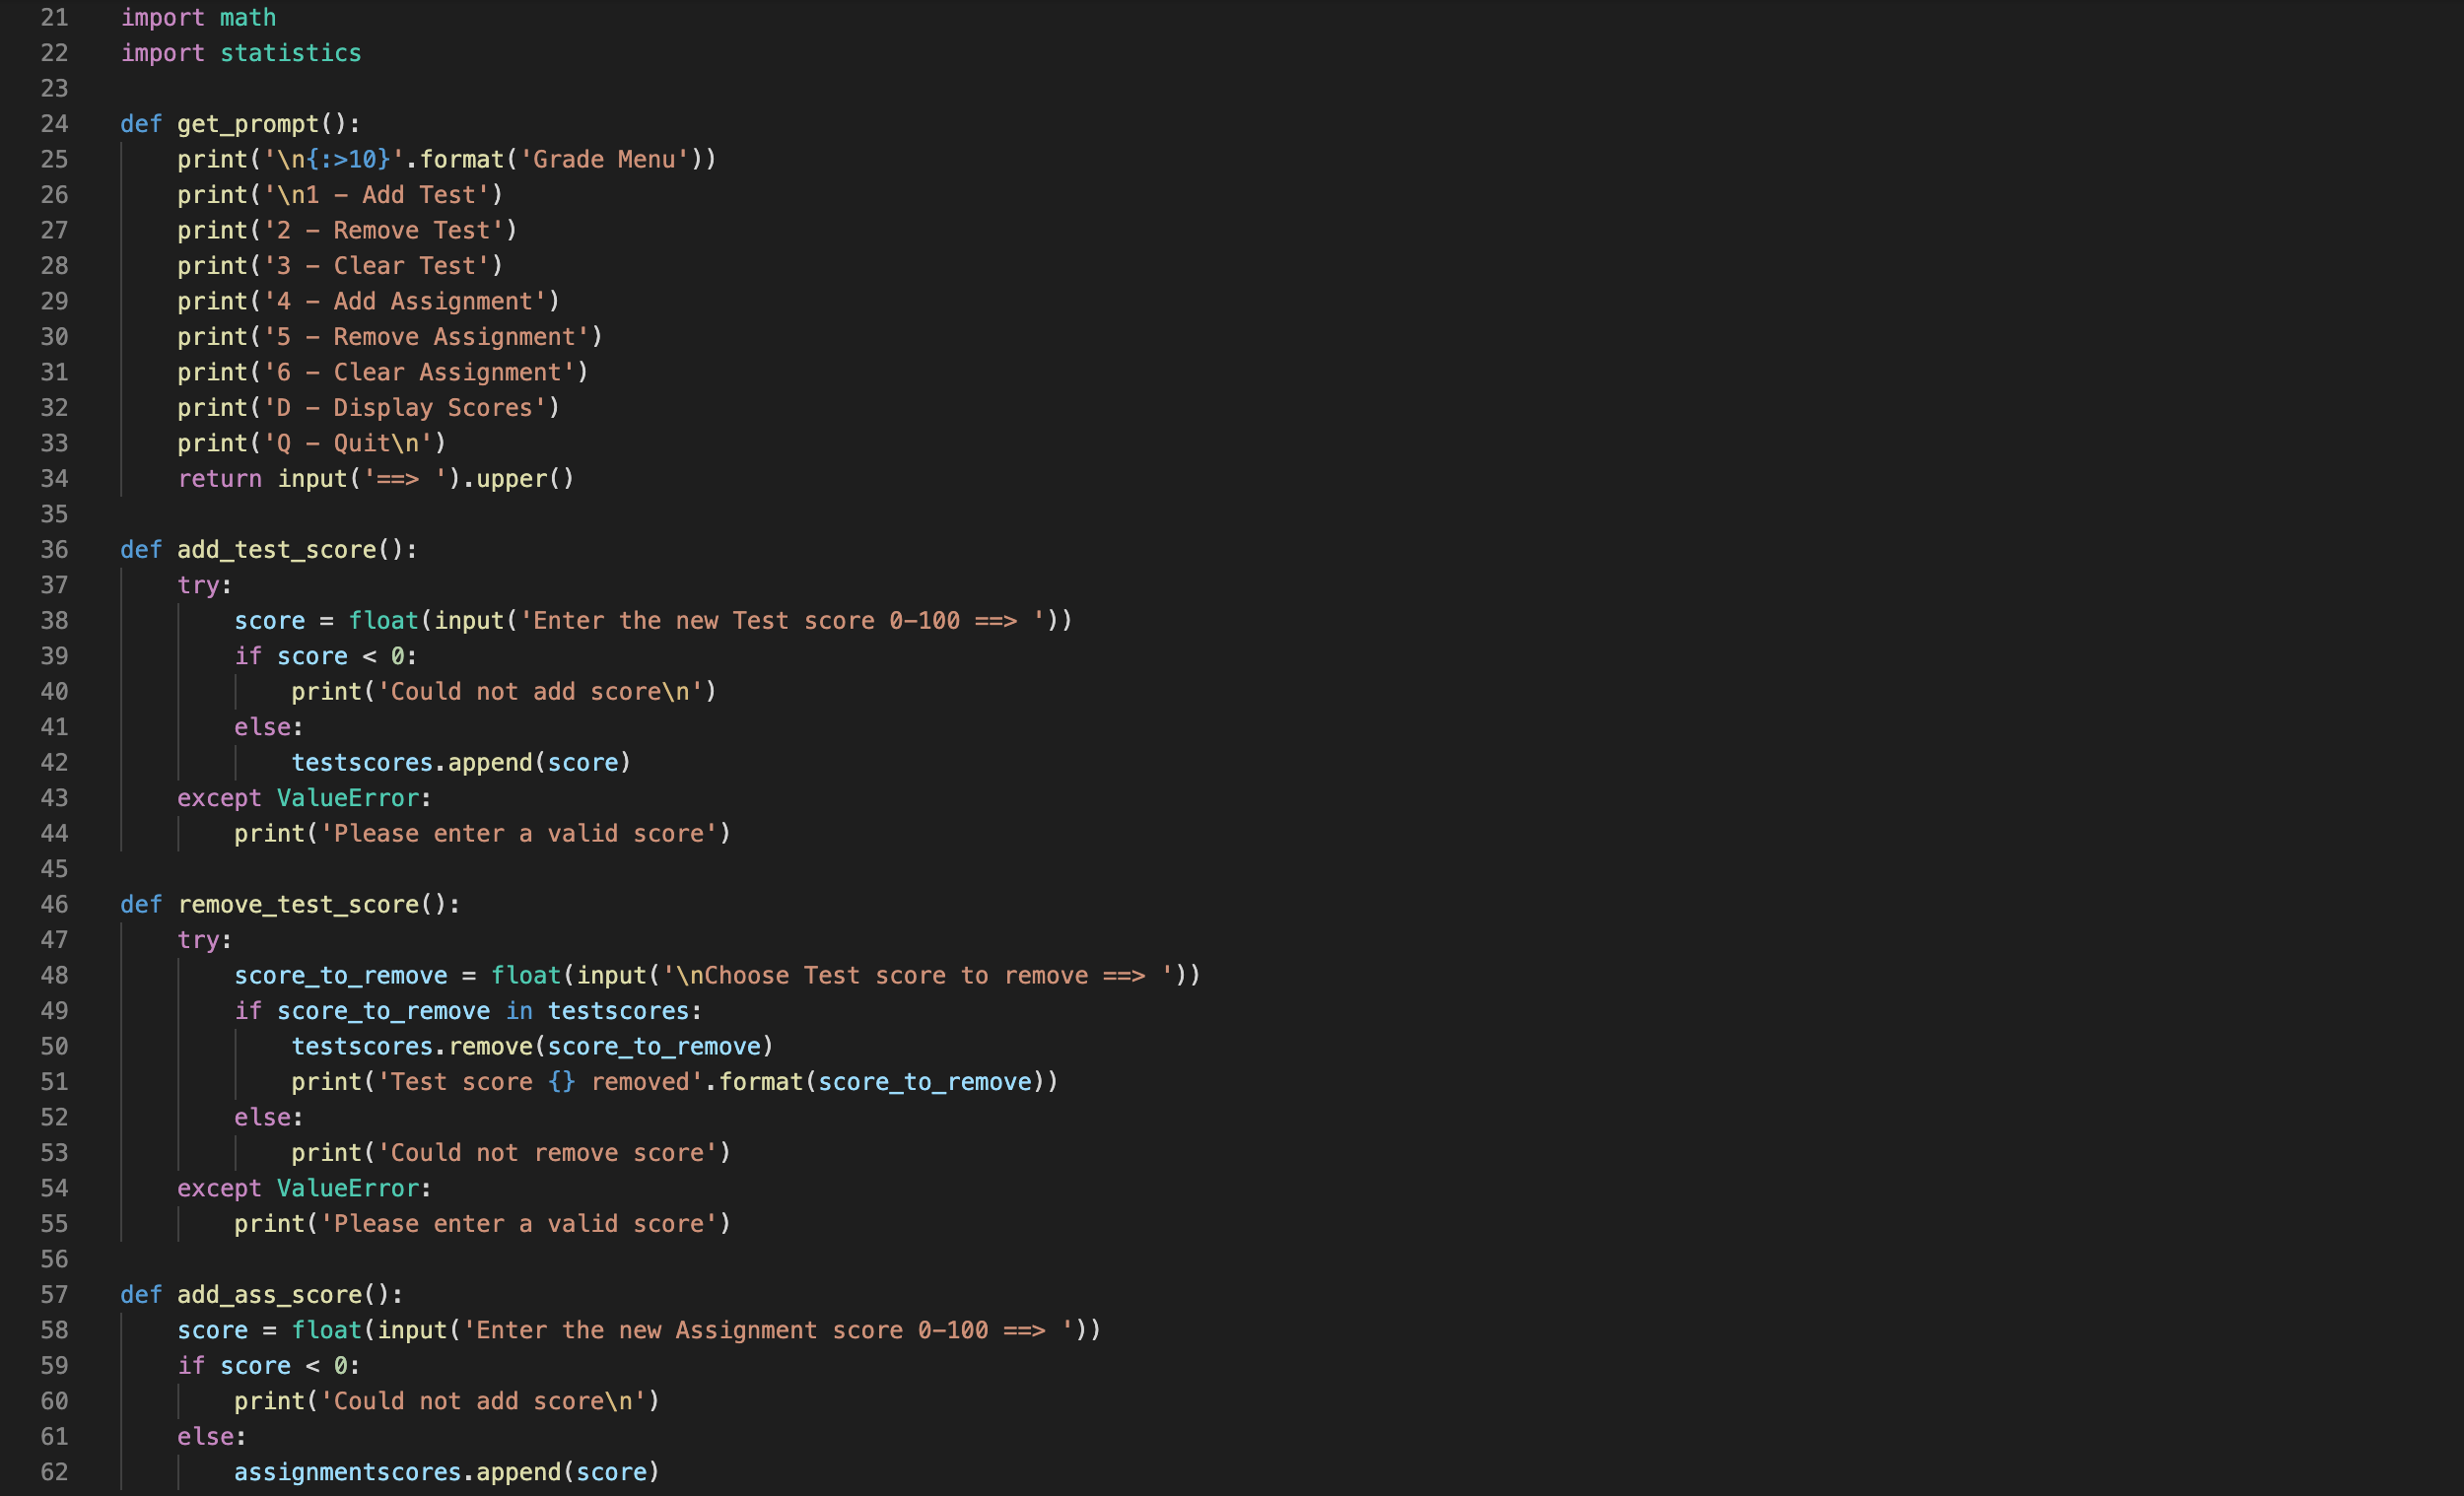 21 import math
22 import statistics
23
24 def get_prompt():
25     print('\n{:>10}'.format('Grade Menu'))
26     print('\n1 - Add Test')
27     print('2 - Remove Test')
28     print('3 - Clear Test')
29     print('4 - Add Assignment')
30     print('5 - Remove Assignment')
31     print('6 - Clear Assignment')
32     print('D - Display Scores')
33     print('Q - Quit\n')
34     return input('==> ').upper()
35
36 def add_test_score():
37     try:
38         score = float(input('Enter the new Test score 0-100 ==> '))
39         if score < 0:
40             print('Could not add score\n')
41         else:
42             testscores.append(score)
43     except ValueError:
44         print('Please enter a valid score')
45
46 def remove_test_score():
47     try:
48         score_to_remove = float(input('\nChoose Test score to remove ==> '))
49         if score_to_remove in testscores:
50             testscores.remove(score_to_remove)
51             print('Test score {} removed'.format(score_to_remove))
52         else:
53             print('Could not remove score')
54     except ValueError:
55         print('Please enter a valid score')
56
57 def add_ass_score():
58     score = float(input('Enter the new Assignment score 0-100 ==> '))
59     if score < 0:
60         print('Could not add score\n')
61     else:
62         assignmentscores.append(score)